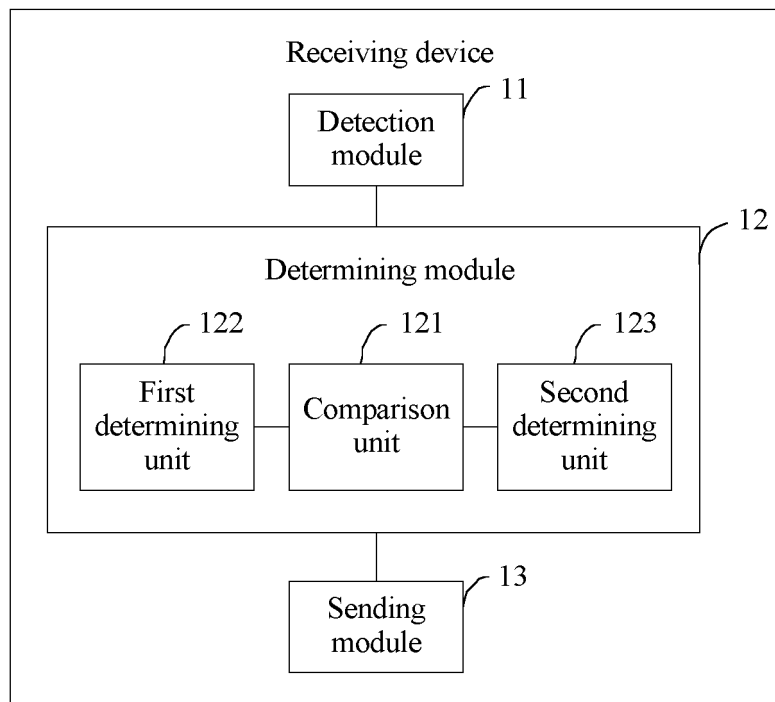 Receiving device
11
Detection
module
12
Determining module
122
121
123
First
determining
unit
Comparison
unit
Second
determining
unit
13
Sending
module